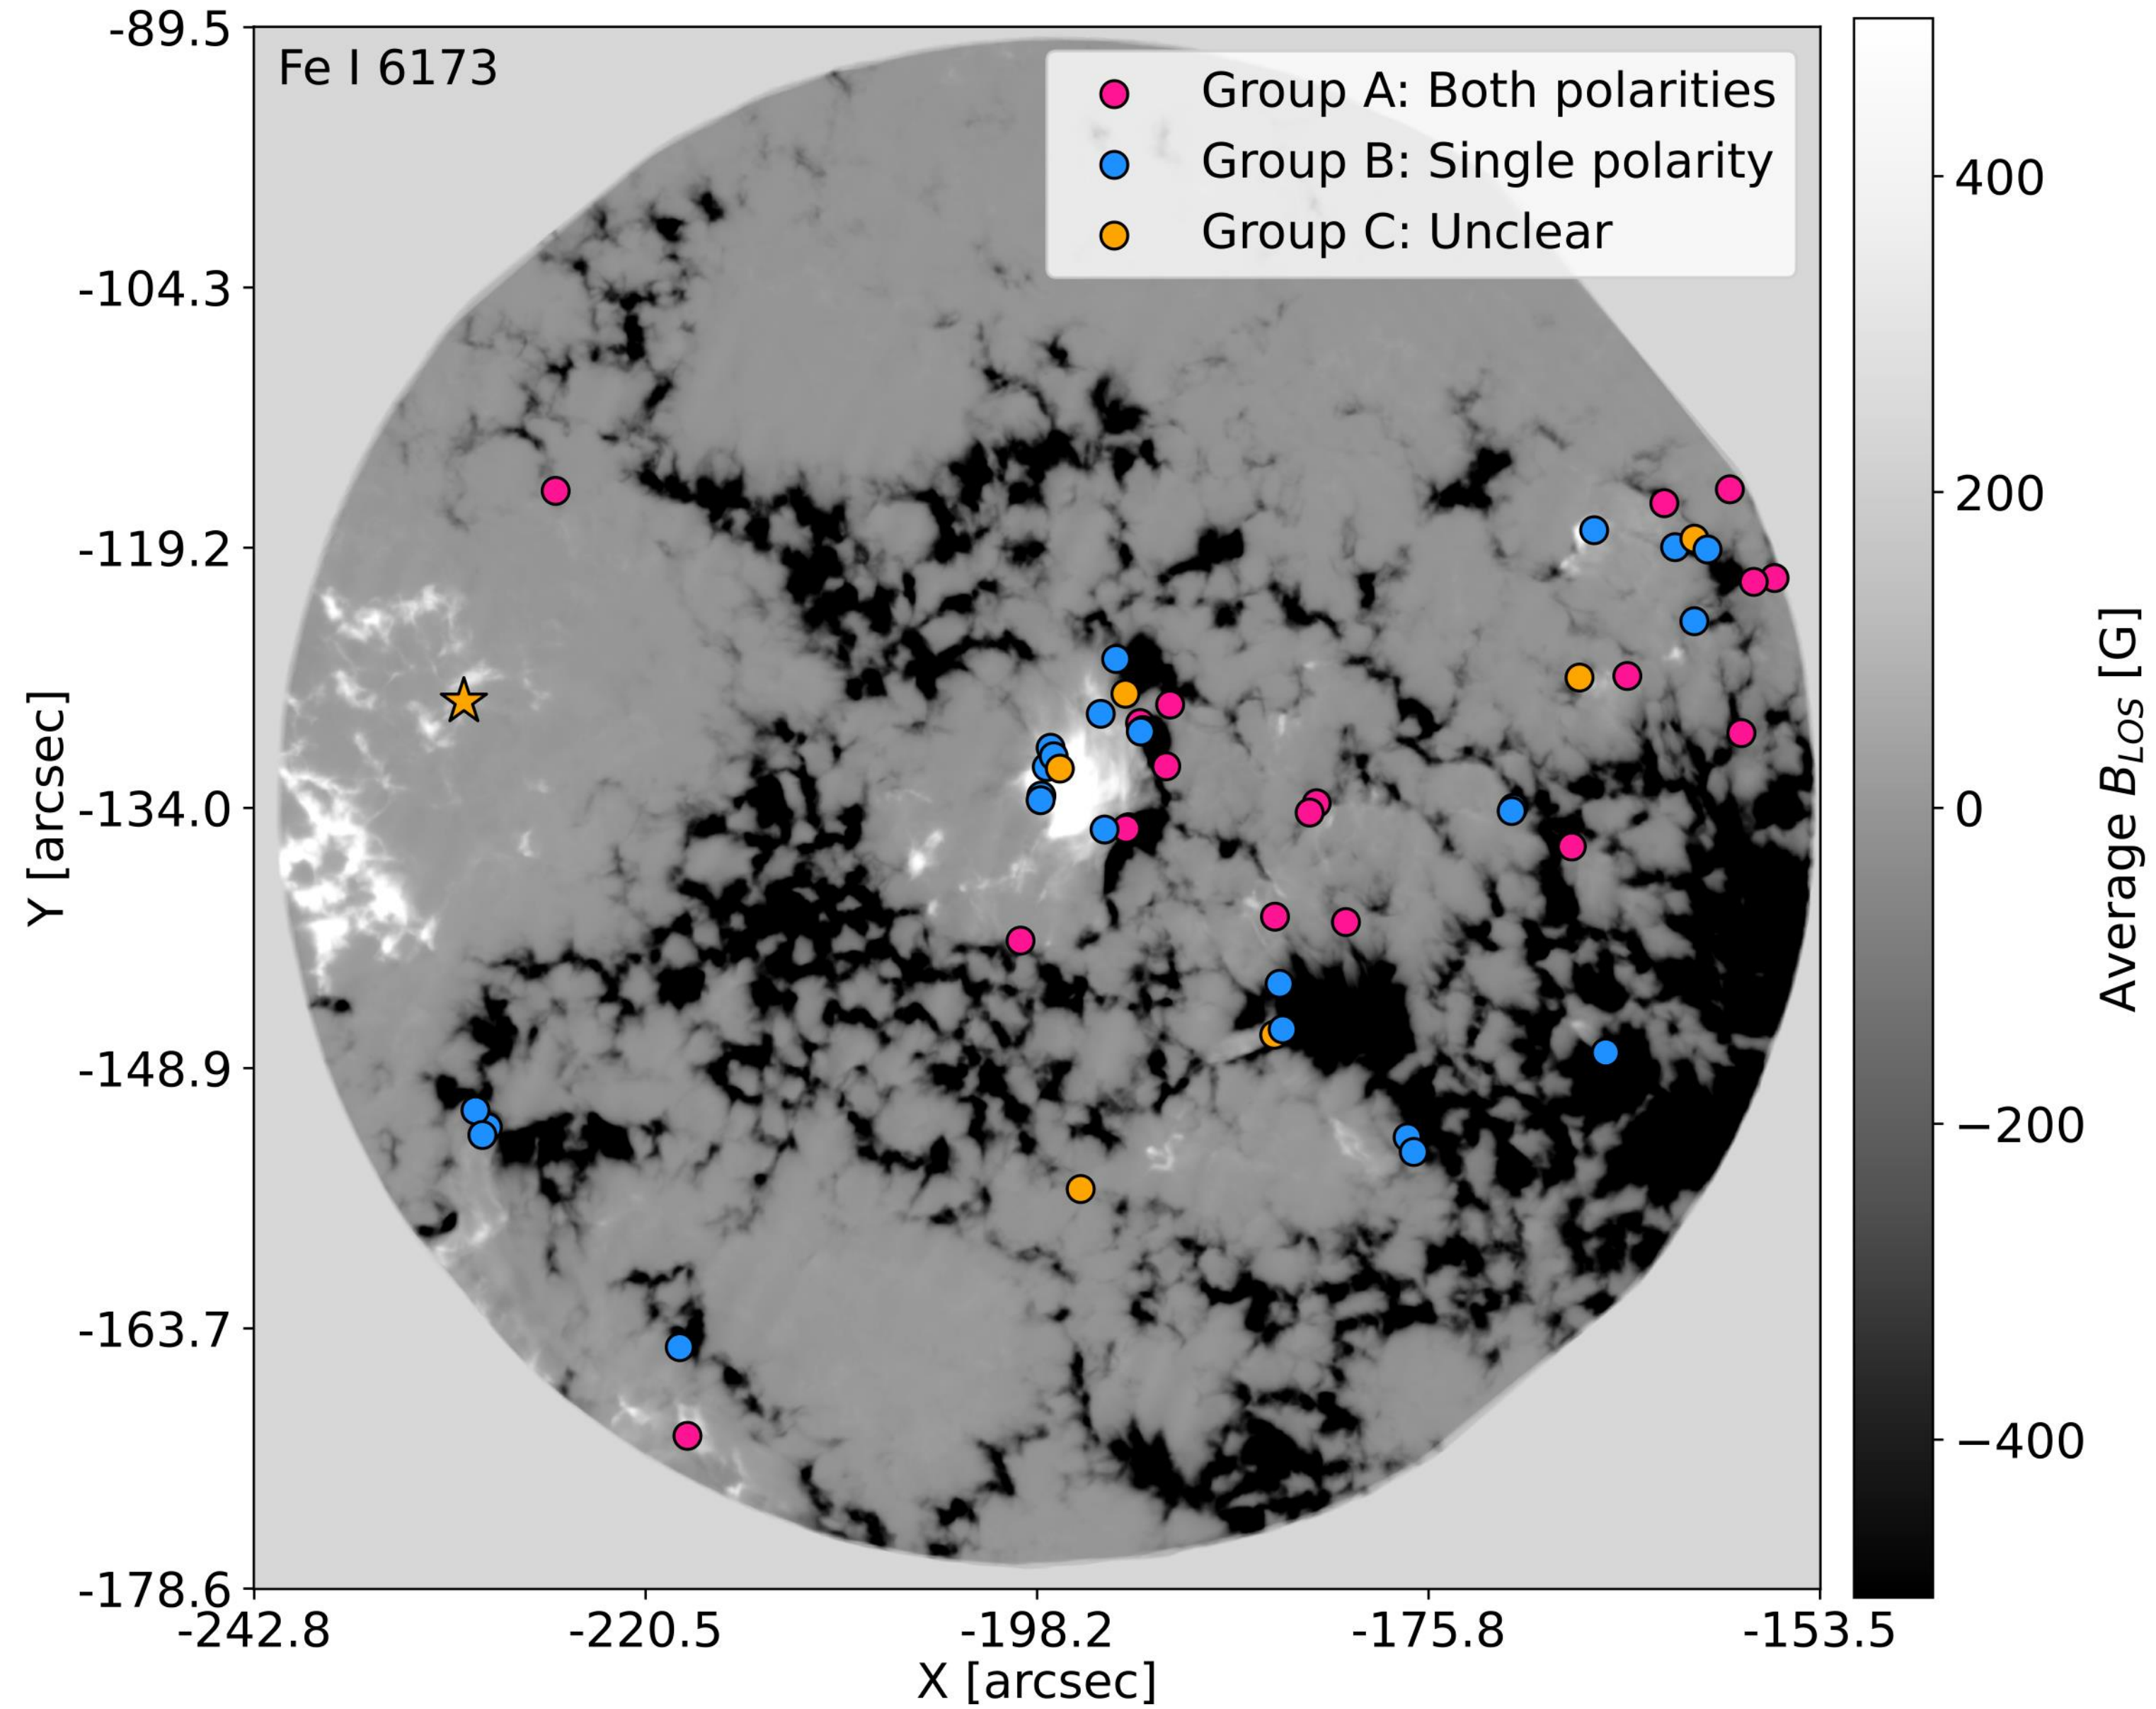 Fe I 6173
Group A: Both polarities
Group B: Single polarity
Group C: Unclear
-89.5
-104.3
-119.2
-134.0
-148.9
-163.7
-178.6
Y [arcsec]
-242.8
-220.5
-198.2
-175.8
-153.5
X [arcsec]
400
200
0
−200
−400
Average B_LOS [G]